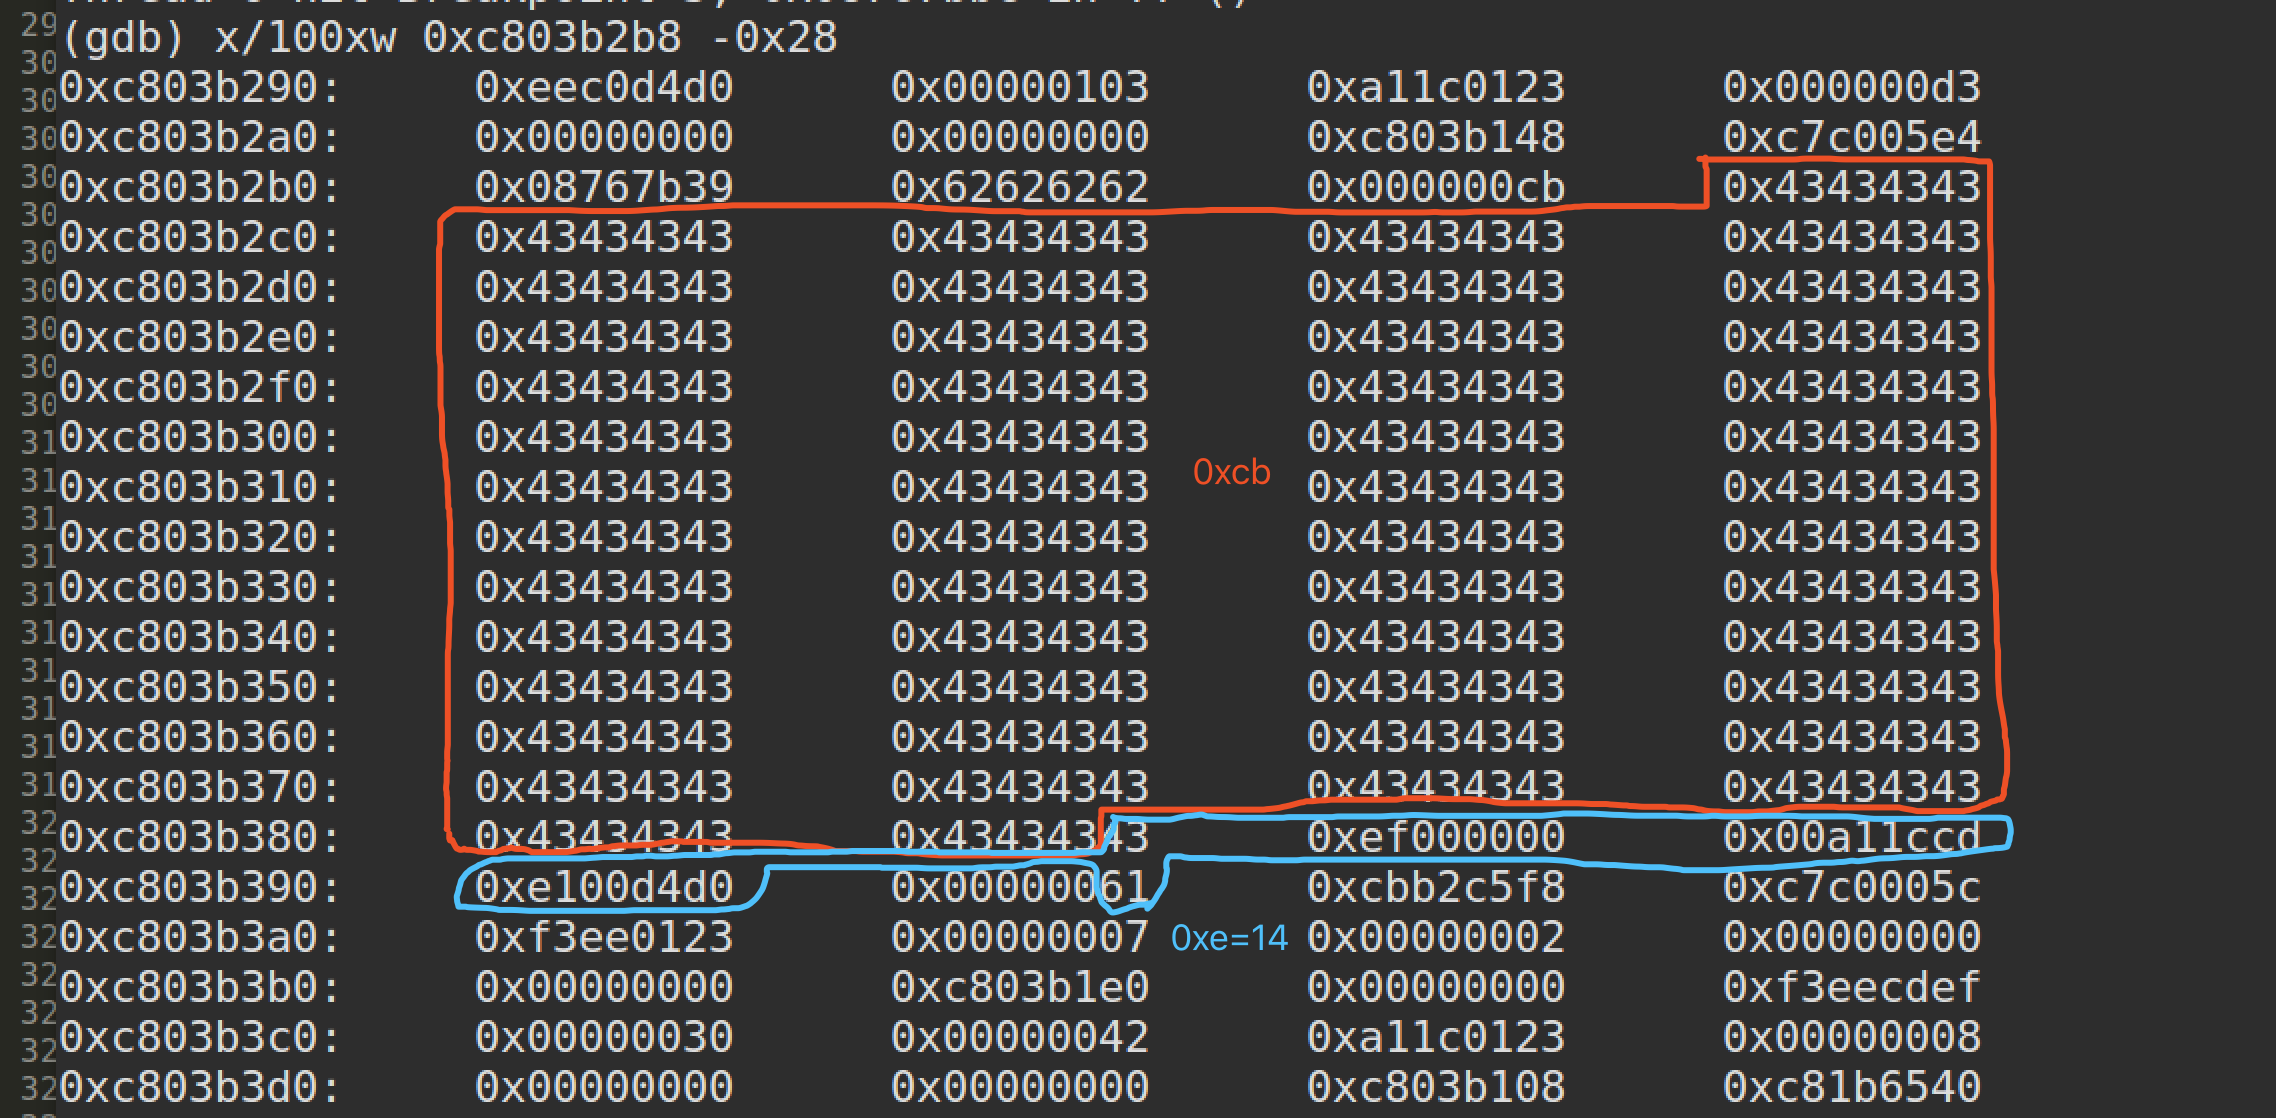 29
(gdb) x/100xw 0xc803b2b8 -0x28
30
0xc803b290: 0xeec0d4d0 0x00000103 0xa11c0123 0x000000d3
30
0xc803b2a0: 0x00000000 0x00000000 0xc803b148 0xc7c005e4
30
0xc803b2b0: 0x08767b39 0x62626262 0x000000cb 0x43434343
30
0xc803b2c0: 0x43434343 0x43434343 0x43434343 0x43434343
30
0xc803b2d0: 0x43434343 0x43434343 0x43434343 0x43434343
30
0xc803b2e0: 0x43434343 0x43434343 0x43434343 0x43434343
30
30
0xc803b2f0: 0x43434343 0x43434343 0x43434343 0x43434343
30
0xc803b300: 0x43434343 0x43434343 0x43434343 0x43434343
31
0xcb
0xc803b310: 0x43434343 0x43434343 0x43434343 0x43434343
31
31
0xc803b320: 0x43434343 0x43434343 0x43434343 0x43434343
31
0xc803b330: 0x43434343 0x43434343 0x43434343 0x43434343
31
0xc803b340: 0x43434343 0x43434343 0x43434343 0x43434343
31
31
0xc803b350: 0x43434343 0x43434343 0x43434343 0x43434343
31
0xc803b360: 0x43434343 0x43434343 0x43434343 0x43434343
31
0xc803b370: 0x43434343 0x43434343 0x43434343 0x43434343
31
32
0xc803b380: 0x43434343 0x43434343 0xef000000 0x00a11ccd
32
0xc803b390: 0xe100d4d0 0x00000061 0xcbb2c5f8 0xc7c0005c
32
0xc803b3a0: 0xf3ee0123 0x00000007 0x00000002 0x00000000
0xe=14
32
32
0xc803b3b0: 0x00000000 0xc803b1e0 0x00000000 0xf3eecdef
32
0xc803b3c0: 0x00000030 0x00000042 0xa11c0123 0x00000008
32
0xc803b3d0: 0x00000000 0x00000000 0xc803b108 0xc81b6540
32